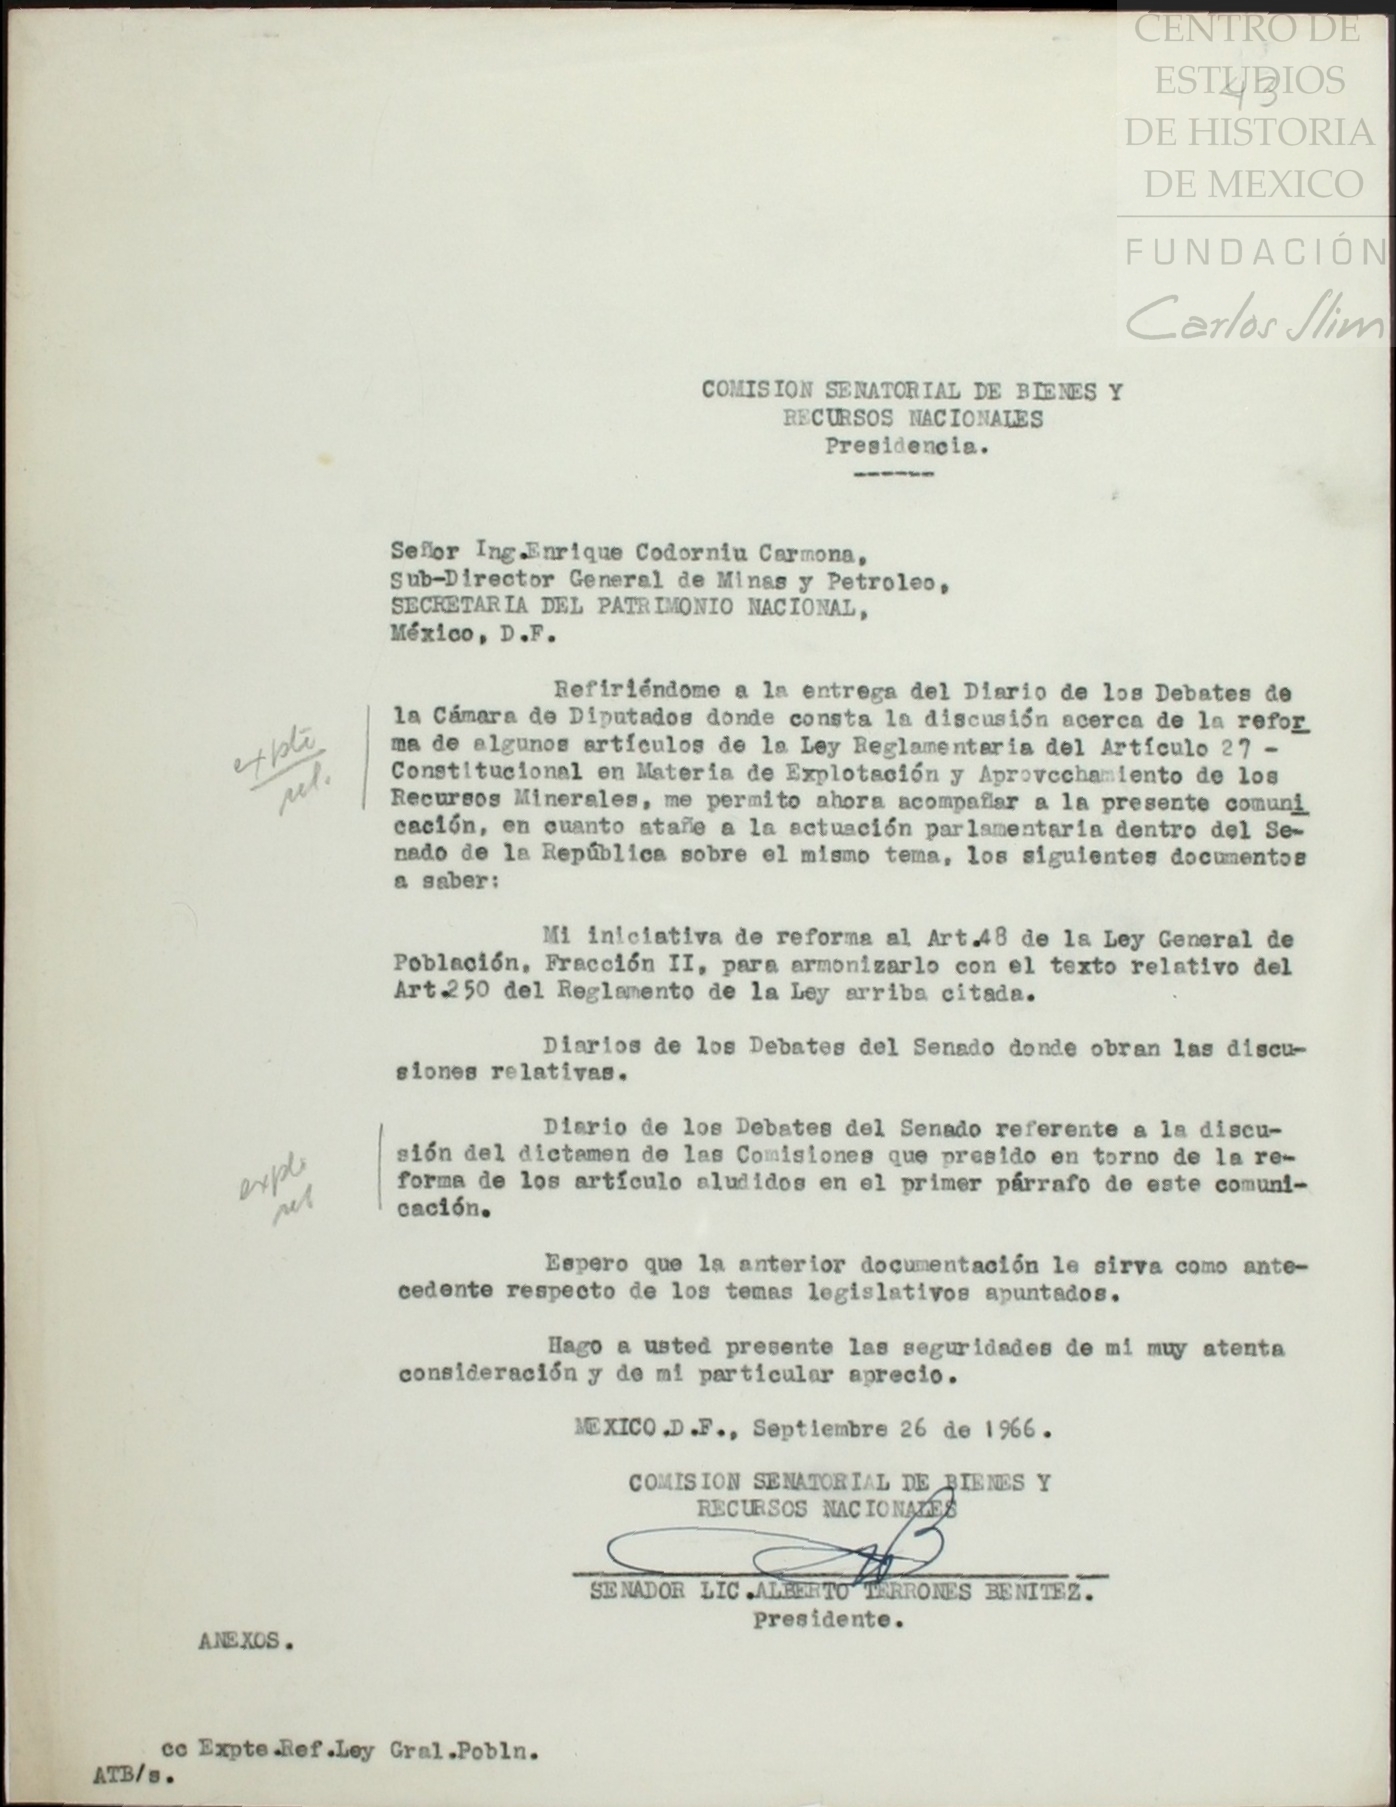 CENTRO DE
ESTUDIOS
43
DE HISTORIA
DE MEXICO
FUNDACIÓN
Carlos Slim
COMISION SENATORIAL DE BIENES Y
RECURSOS NACIONALES
Presidencia.
Señor Ing.Enrique Codorniu Carmona,
Sub-Director General de Minas y Petroleo,
SECRETARIA DEL PATRIMONIO NACIONAL,
México, D.F.
Refiriéndome a la entrega del Diario de los Debates de
la Cámara de Diputados donde consta la discusión acerca de la refor
ma de algunos artículos de la Ley Reglamentaria del Artículo 27 -
Constitucional en Materia de Explotación y Aprovechamiento de los
Recursos Minerales, me permito ahora acompañar a la presente comuni
cación, en cuanto atañe a la actuación parlamentaria dentro del Se-
nado de la República sobre el mismo tema, los siguientes documentos
a saber:
expte
rel.
Mi iniciativa de reforma al Art.48 de la Ley General de
Población, Fracción II, para armonizarlo con el texto relativo del
Art.250 del Reglamento de la Ley arriba citada.
Diarios de los Debates del Senado donde obran las discu-
siones relativas.
Diario de los Debates del Senado referente a la discu-
sión del dictamen de las Comisiones que presido en torno de la re-
forma de los artículo aludidos en el primer párrafo de este comuni-
cación.
Espero que la anterior documentación le sirva como ante-
cedente respecto de los temas legislativos apuntados.
Hago a usted presente las seguridades de mi muy atenta
consideración y de mi particular aprecio.
MEXICO.D.F., Septiembre 26 de 1966.
COMISION SENATORIAL DE BIENES Y
RECURSOS NACIONALES
SENADOR LIC.ALBERTO TERRONES BENITEZ.
Presidente.
ANEXOS.
cc Expte.Ref.Ley Gral.Pobln.
ATB/s.